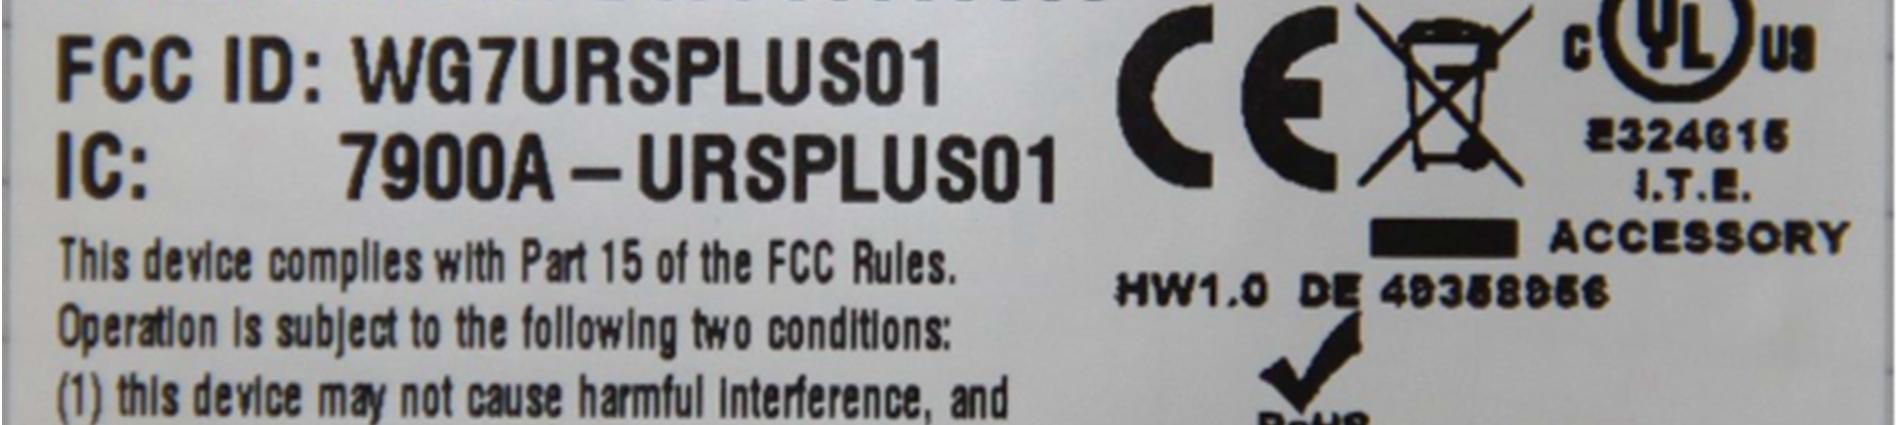 FCC ID: WG7URSPLUS01
IC: 7900A-URSPLUS01
This device complies with Part 15 of the FCC Rules.
Operation is subject to the following two conditions:
(1) this device may not cause harmful interference, and
CE
C UL US
E324616
I.T.E.
ACCESSORY
HW1.0 DE
RoHS